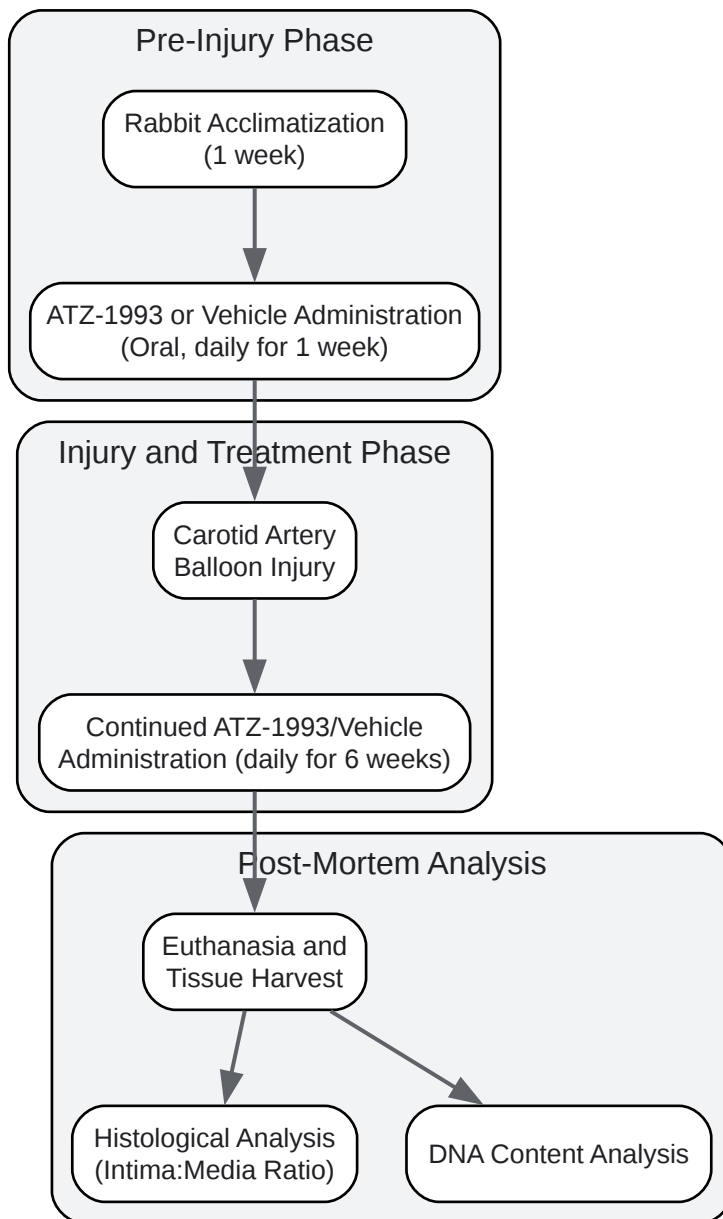 Pre-Injury Phase
Rabbit Acclimatization
(1 week)
ATZ-1993 or Vehicle Administration
(Oral, daily for 1 week)
Injury and Treatment Phase
Carotid Artery
Balloon Injury
Continued ATZ-1993/Vehicle
Administration (daily for 6 weeks)
Post-Mortem Analysis
Euthanasia and
Tissue Harvest
Histological Analysis
(Intima:Media Ratio)
DNA Content Analysis